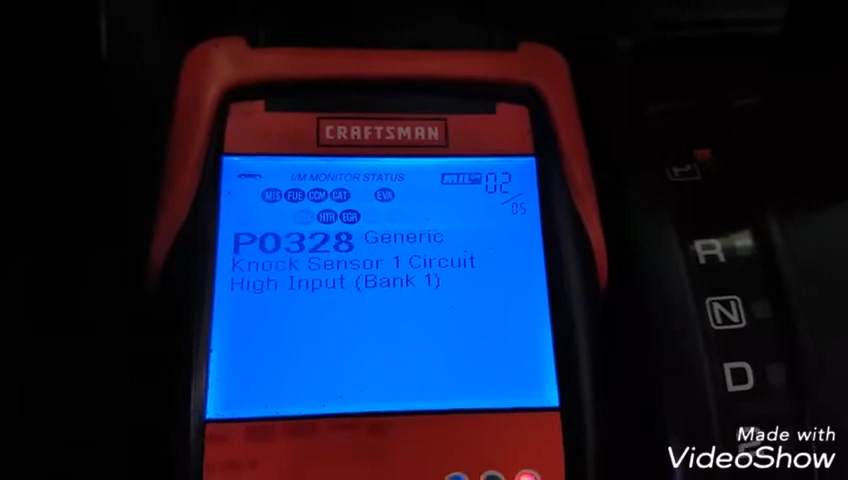 CRAFTSMAN
I/M MONITOR STATUS
MIL 02
MIS FUE CCM CAT EVA
05
HTR EGR
P0328 Generic
Knock Sensor 1 Circuit
High Input (Bank 1)
R
N
D
Made with
VideoShow